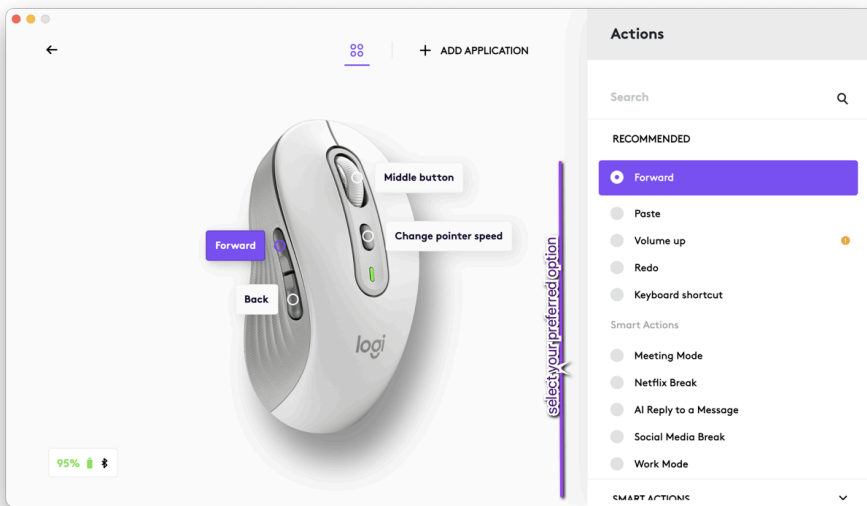 + ADD APPLICATION
Middle button
Change pointer speed
Forward
Back
logi
95%
select your preferred option
Actions
Search
RECOMMENDED
Forward
Paste
Volume up
Redo
Keyboard shortcut
Smart Actions
Meeting Mode
Netflix Break
AI Reply to a Message
Social Media Break
Work Mode
SMART ACTIONS